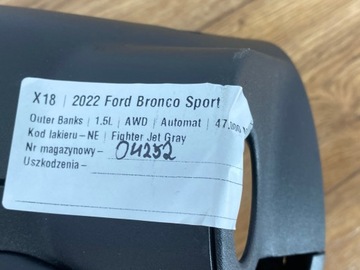 X18 | 2022 Ford Bronco Sport
Outer Banks | 1.5L | AWD | Automat | 47.000
Kod lakieru – NE | Fighter Jet Gray
Nr magazynowy – 04252
Uszkodzenia –